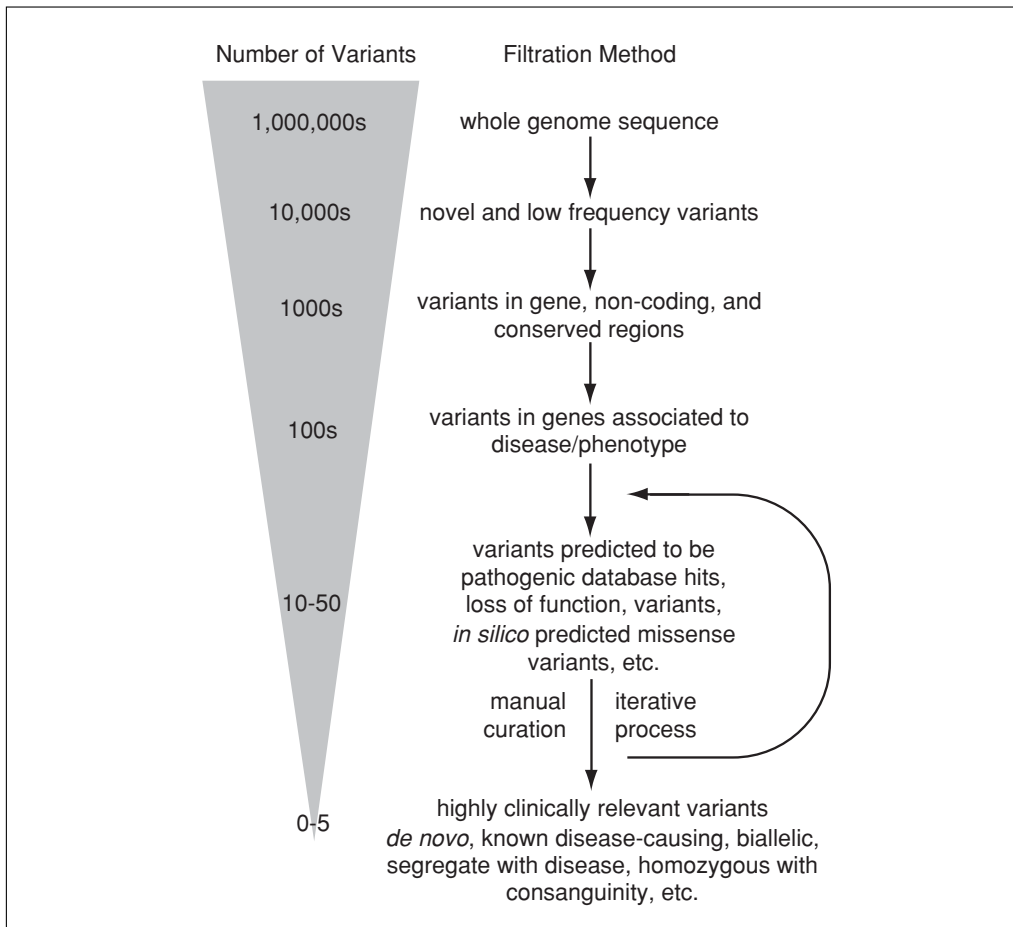 Number of Variants
Filtration Method
1,000,000s
whole genome sequence
10,000s
novel and low frequency variants
1000s
variants in gene, non-coding, and
conserved regions
100s
variants in genes associated to
disease/phenotype
10-50
variants predicted to be
pathogenic database hits,
loss of function, variants,
in silico predicted missense
variants, etc.
manual
curation
iterative
process
0-5
highly clinically relevant variants
de novo, known disease-causing, biallelic,
segregate with disease, homozygous with
consanguinity, etc.